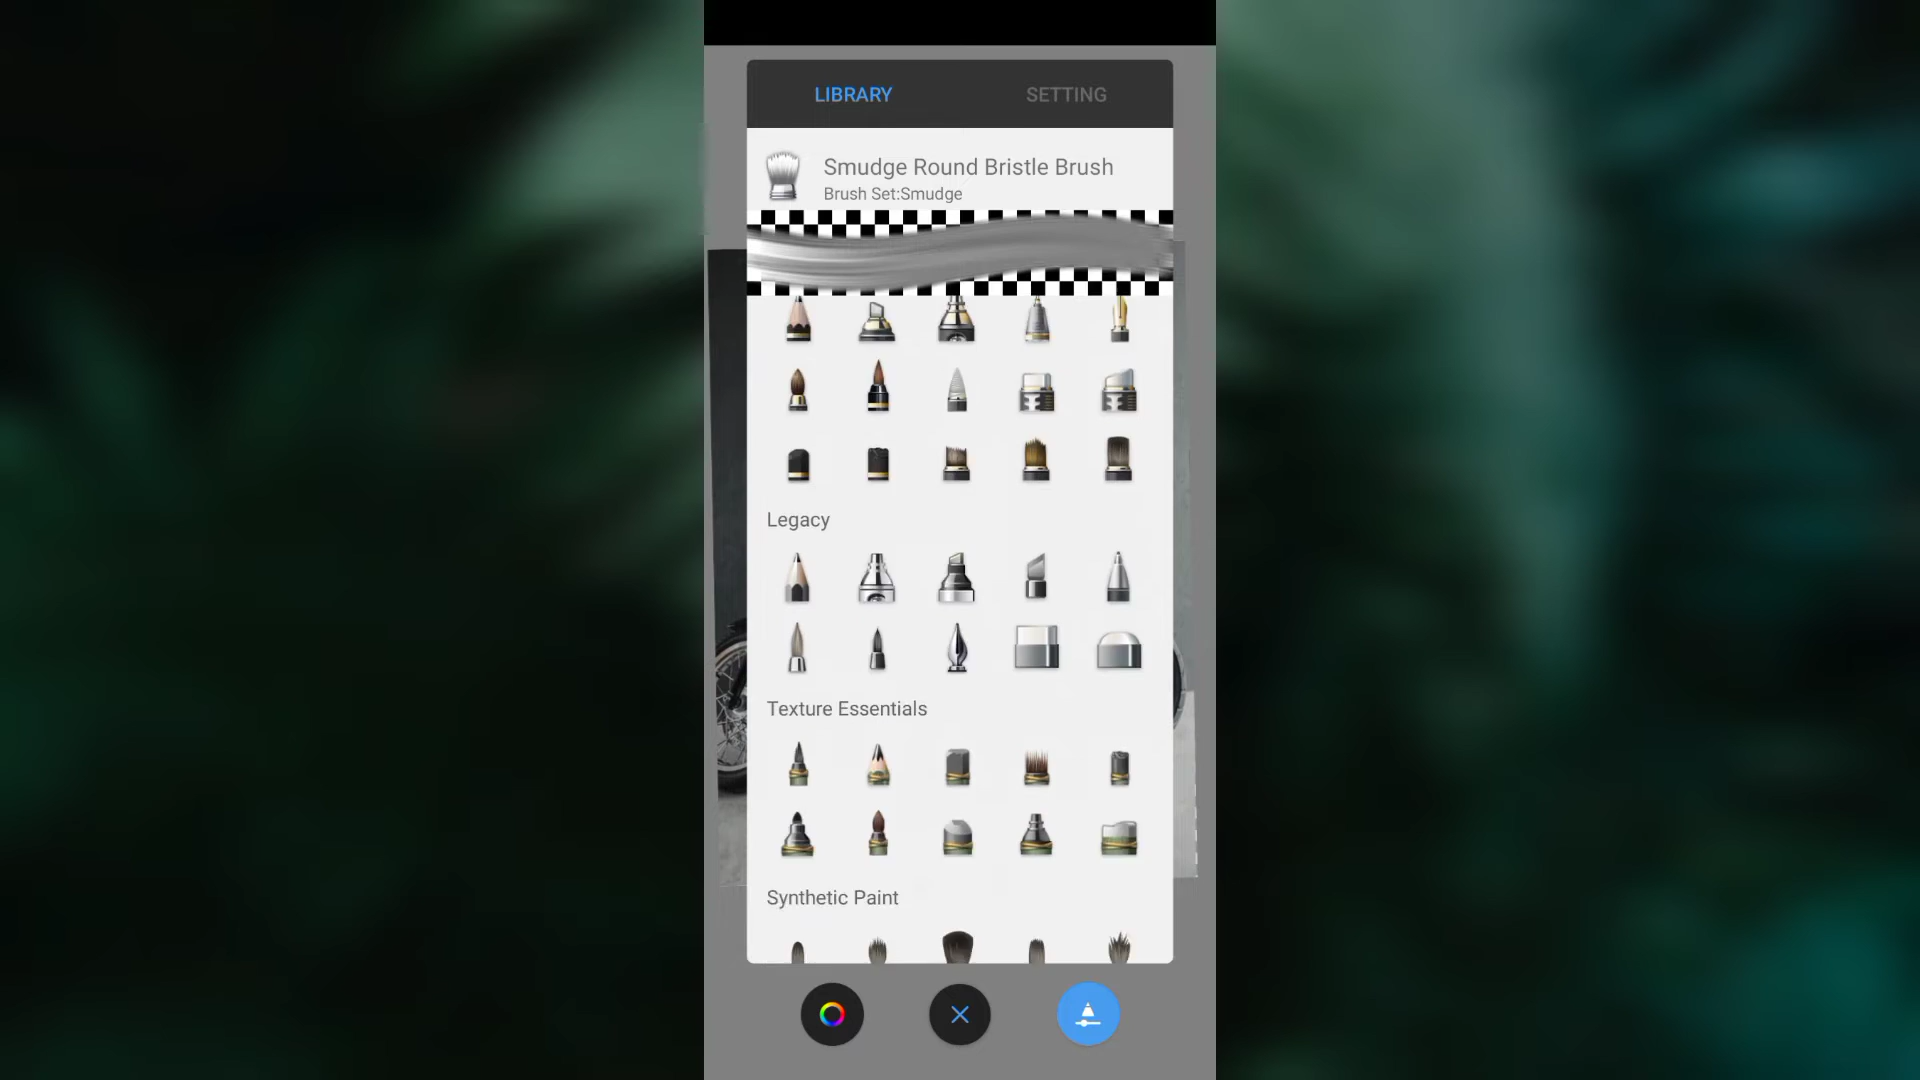 LIBRARY
SETTING
Smudge Round Bristle Brush
Brush Set:Smudge
Legacy
Texture Essentials
Synthetic Paint